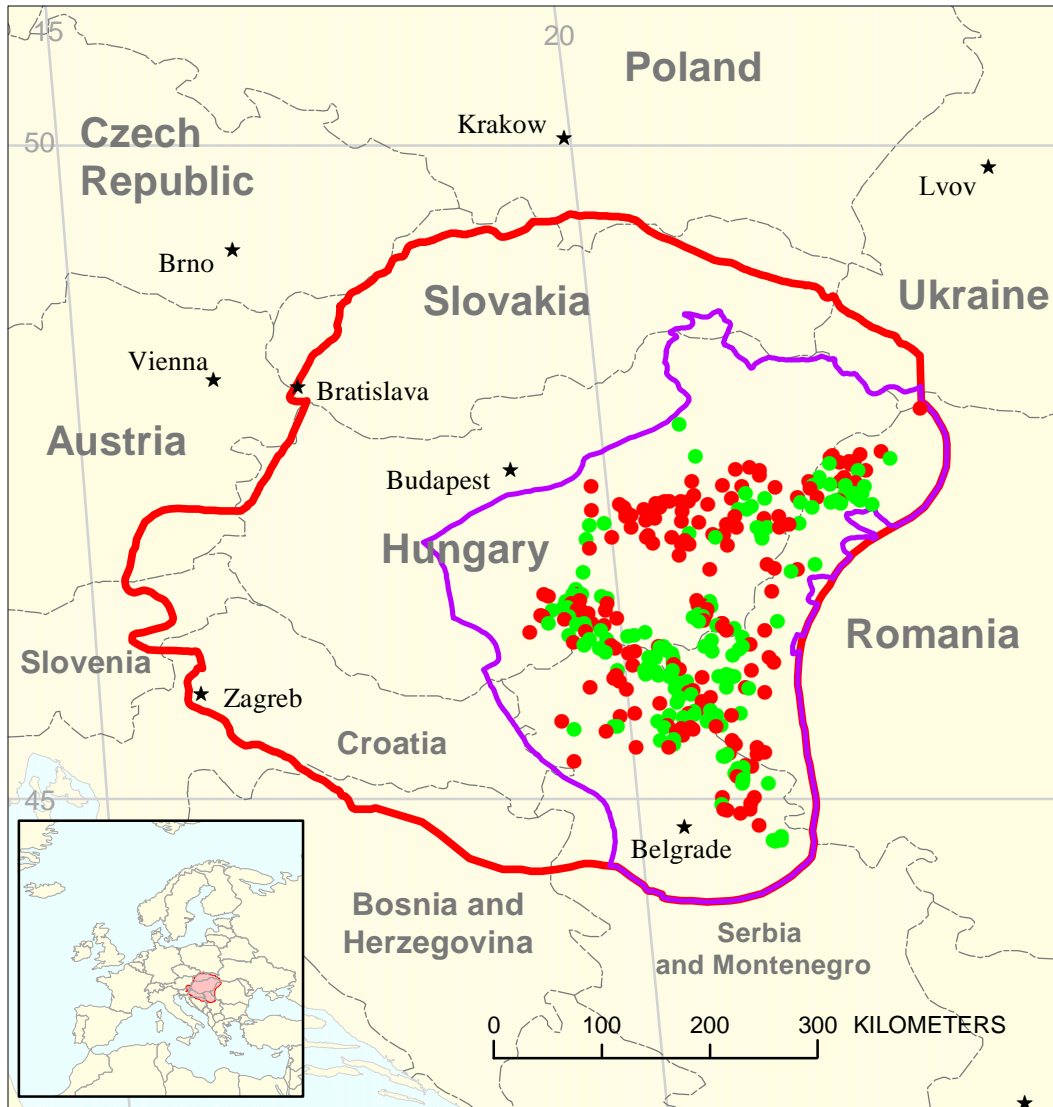 15
20
Poland
Krakow
50
Czech
Republic
Lvov
Brno
Slovakia
Ukraine
Vienna
Bratislava
Austria
Budapest
Hungary
Romania
Slovenia
Zagreb
Croatia
45
Belgrade
Bosnia and
Herzegovina
Serbia
and Montenegro
0 100 200 300 KILOMETERS